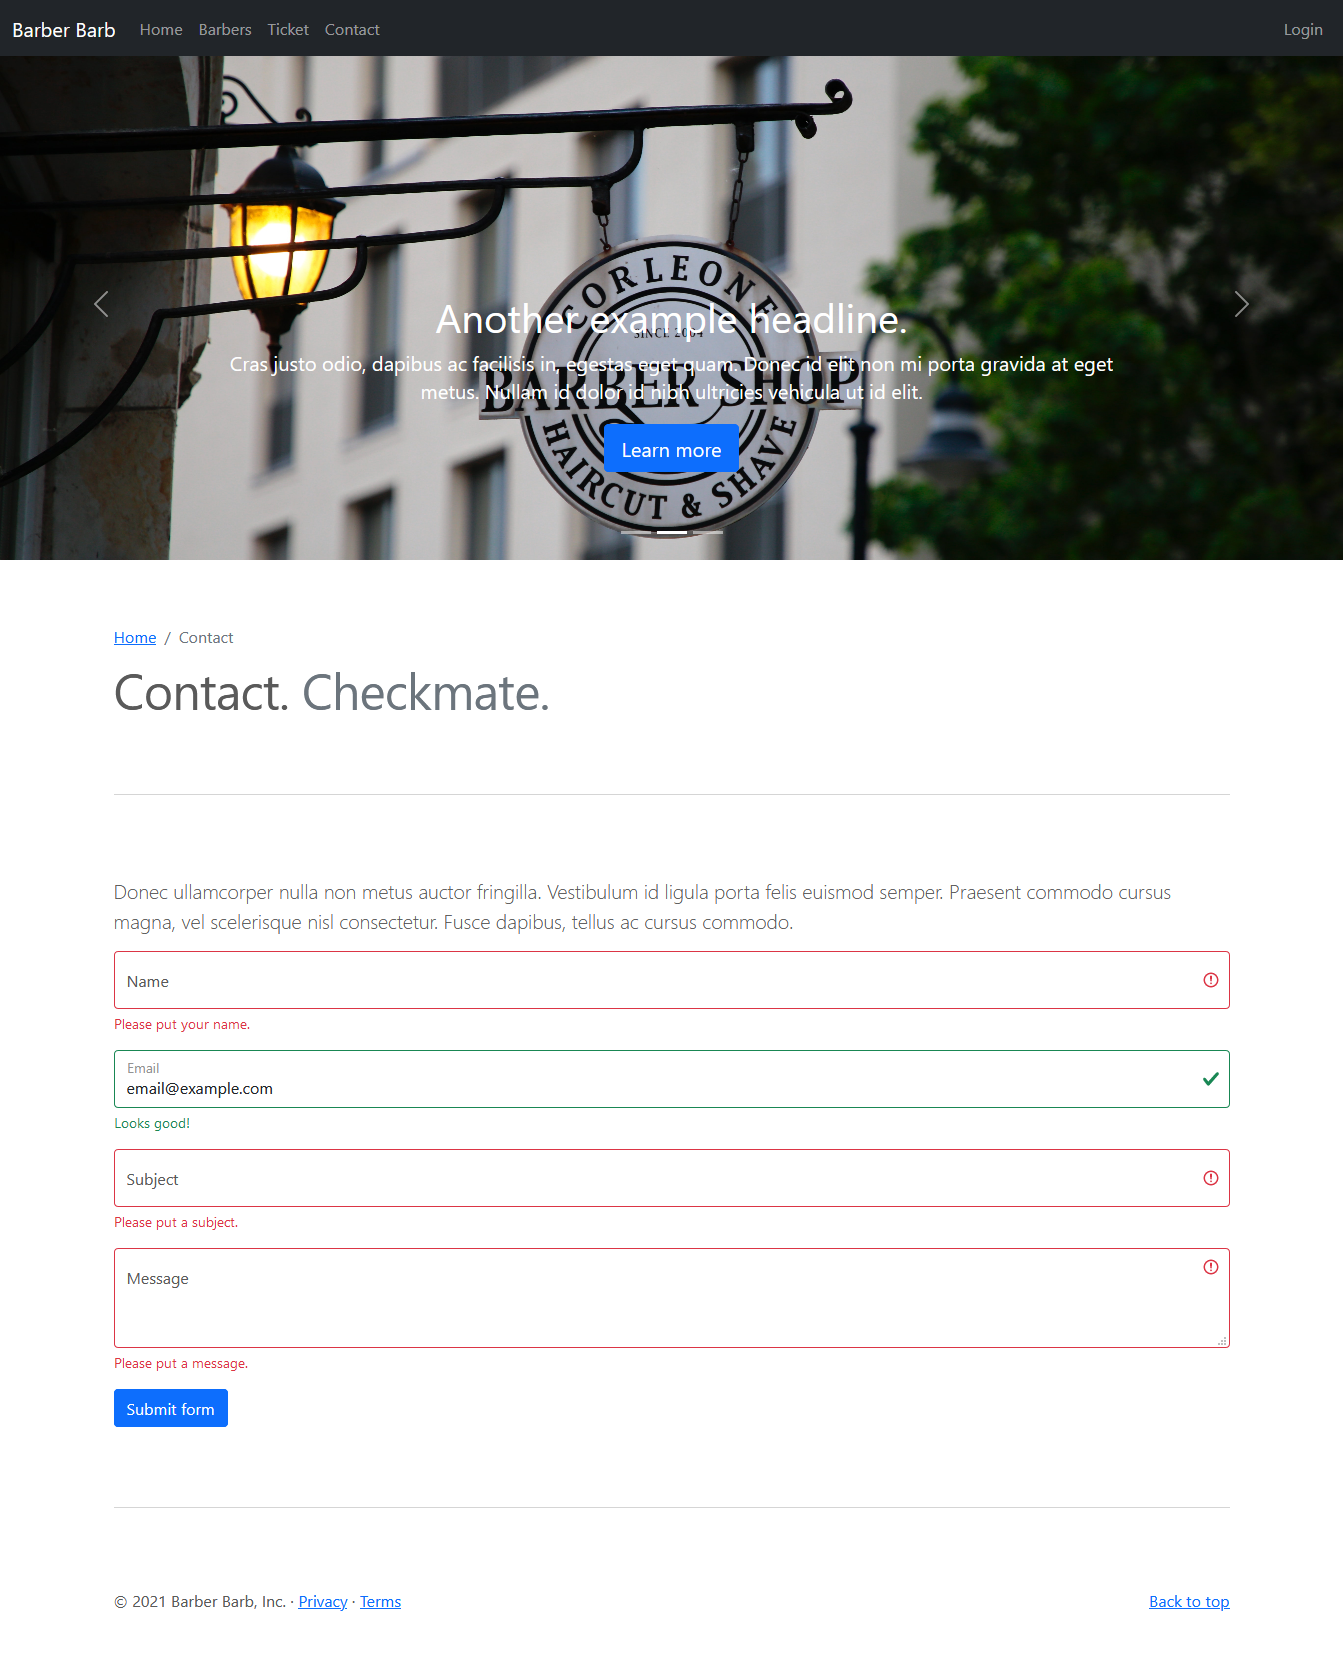 Barber Barb Home Barbers Ticket Contact Login
CORLEONE
SINCE 2004
BARBER SHOP
HAIRCUT & SHAVE
Another example headline.
Cras justo odio, dapibus ac facilisis in, egestas eget quam. Donec id elit non mi porta gravida at eget
metus. Nullam id dolor id nibh ultricies vehicula ut id elit.
Learn more
Home / Contact
Contact. Checkmate.
Donec ullamcorper nulla non metus auctor fringilla. Vestibulum id ligula porta felis euismod semper. Praesent commodo cursus
magna, vel scelerisque nisl consectetur. Fusce dapibus, tellus ac cursus commodo.
Name
Please put your name.
Email
email@example.com
Looks good!
Subject
Please put a subject.
Message
Please put a message.
Submit form
© 2021 Barber Barb, Inc. · Privacy · Terms Back to top